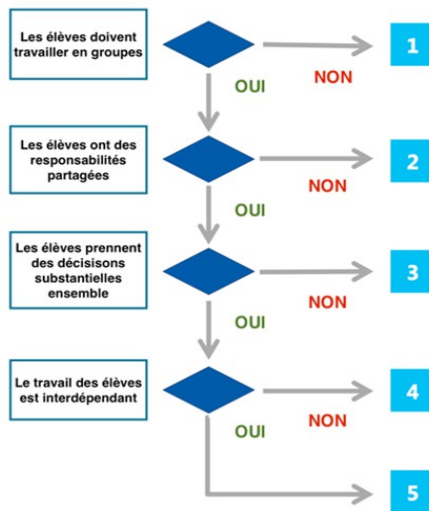 Les élèves doivent
travailler en groupes
1
OUI
NON
Les élèves ont des
responsabilités
partagées
2
OUI
NON
Les élèves prennent
des décisisons
substantielles
ensemble
3
OUI
NON
Le travail des élèves
est interdépendant
4
OUI
NON
5